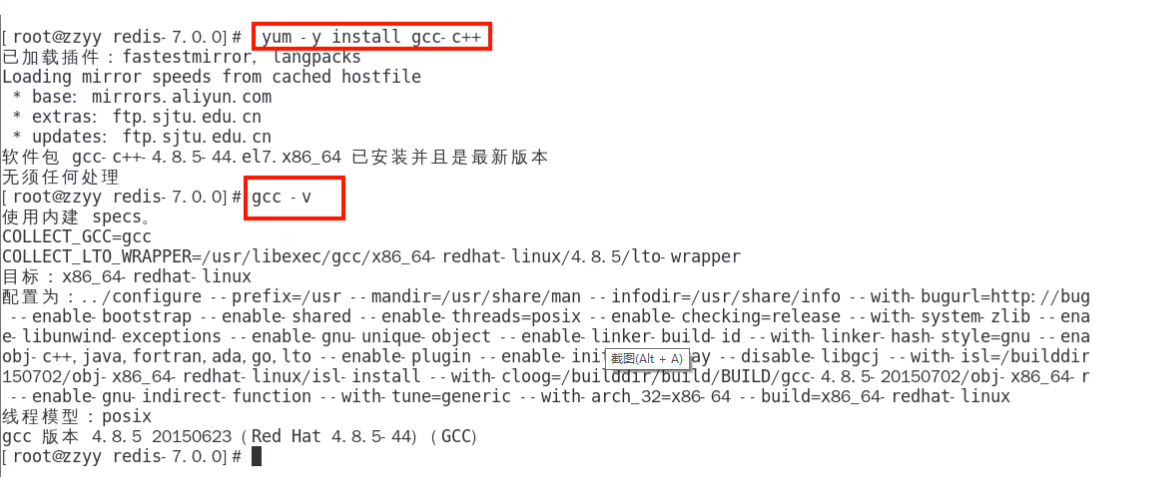 [root@zzyy redis-7.0.0]# yum -y install gcc-c++
已加载插件：fastestmirror, langpacks
Loading mirror speeds from cached hostfile
 * base: mirrors.aliyun.com
 * extras: ftp.sjtu.edu.cn
 * updates: ftp.sjtu.edu.cn
软件包 gcc-c++-4.8.5-44.el7.x86_64 已安装并且是最新版本
无须任何处理
[root@zzyy redis-7.0.0]# gcc -v
使用内建 specs。
COLLECT_GCC=gcc
COLLECT_LTO_WRAPPER=/usr/libexec/gcc/x86_64-redhat-linux/4.8.5/lto-wrapper
目标：x86_64-redhat-linux
配置为：../configure --prefix=/usr --mandir=/usr/share/man --infodir=/usr/share/info --with-bugurl=http://bug
 --enable-bootstrap --enable-shared --enable-threads=posix --enable-checking=release --with-system-zlib --ena
e-libunwind-exceptions --enable-gnu-unique-object --enable-linker-build-id --with-linker-hash-style=gnu --ena
obj-c++,java,fortran,ada,go,lto --enable-plugin --enable-init 截图(Alt + A) ay --disable-libgcj --with-isl=/builddir
150702/obj-x86_64-redhat-linux/isl-install --with-cloog=/builddir/build/BUILD/gcc-4.8.5-20150702/obj-x86_64-r
 --enable-gnu-indirect-function --with-tune=generic --with-arch_32=x86-64 --build=x86_64-redhat-linux
线程模型：posix
gcc 版本 4.8.5 20150623 (Red Hat 4.8.5-44) (GCC)
[root@zzyy redis-7.0.0]#